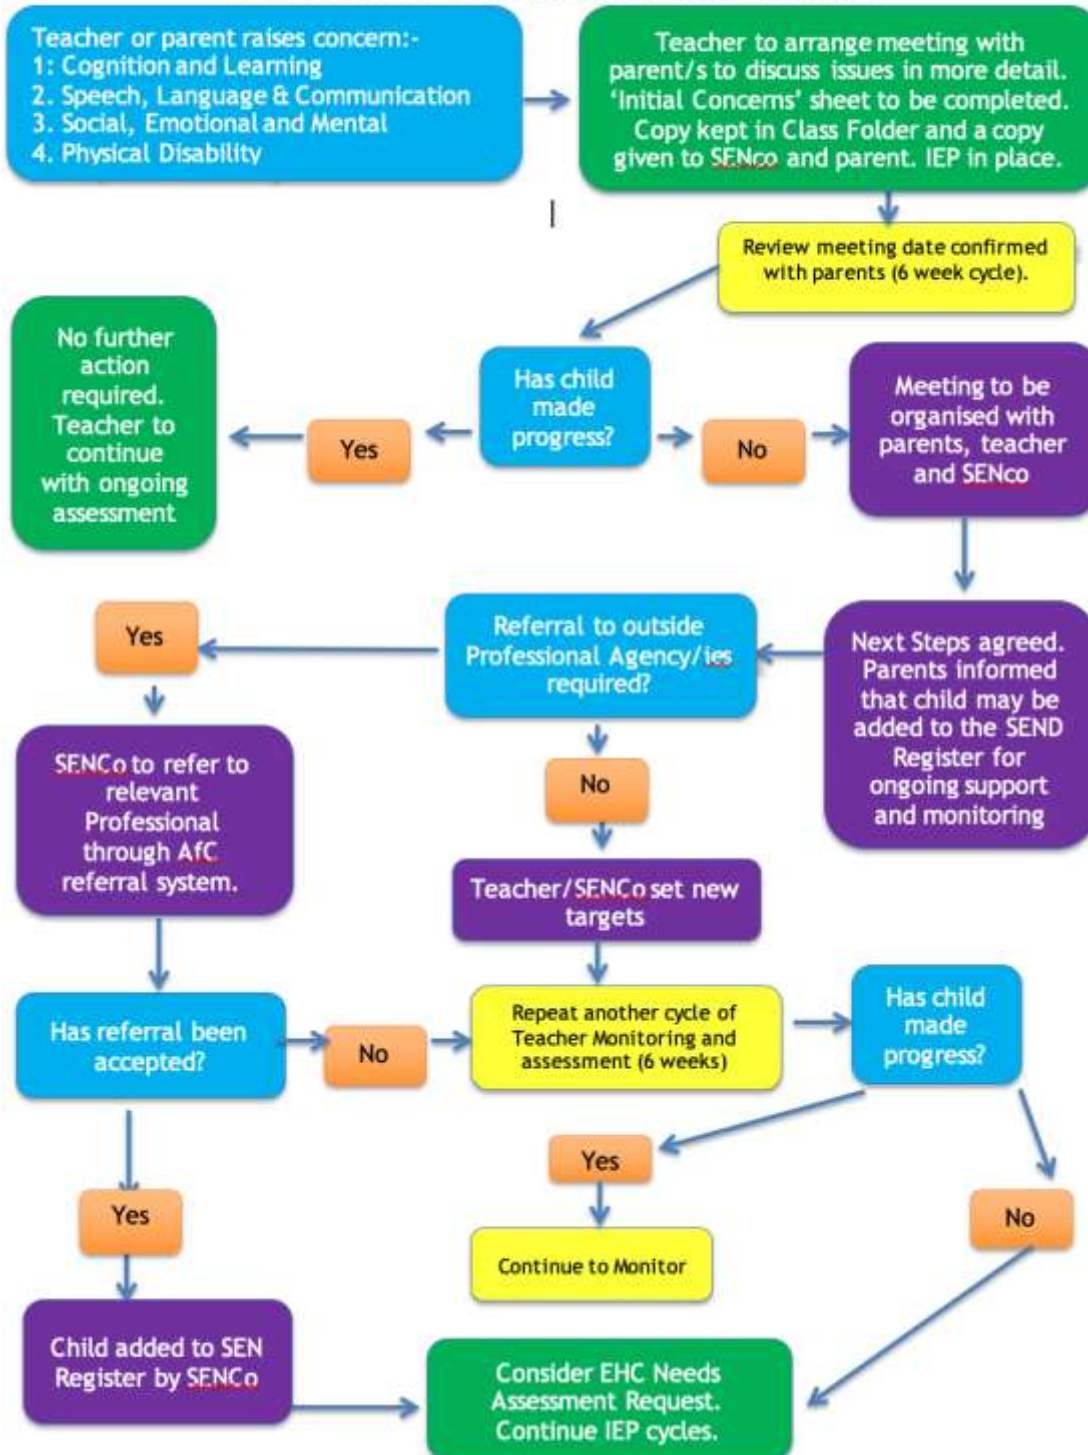 Teacher or parent raises concern:-
1: Cognition and Learning
2. Speech, Language & Communication
3. Social, Emotional and Mental
4. Physical Disability
Teacher to arrange meeting with
parent/s to discuss issues in more detail.
‘Initial Concerns’ sheet to be completed.
Copy kept in Class Folder and a copy
given to SENco and parent. IEP in place.
Review meeting date confirmed
with parents (6 week cycle).
No further
action
required.
Teacher to
continue
with ongoing
assessment
Yes
Has child
made
progress?
No
Meeting to be
organised with
parents, teacher
and SENco
Yes
Referral to outside
Professional Agency/ies
required?
Next Steps agreed.
Parents informed
that child may be
added to the SEND
Register for
ongoing support
and monitoring
SENCo to refer to
relevant
Professional
through AfC
referral system.
No
Teacher/SENCo set new
targets
Has referral been
accepted?
No
Repeat another cycle of
Teacher Monitoring and
assessment (6 weeks)
Has child
made
progress?
Yes
Yes
No
Continue to Monitor
Child added to SEN
Register by SENCo
Consider EHC Needs
Assessment Request.
Continue IEP cycles.